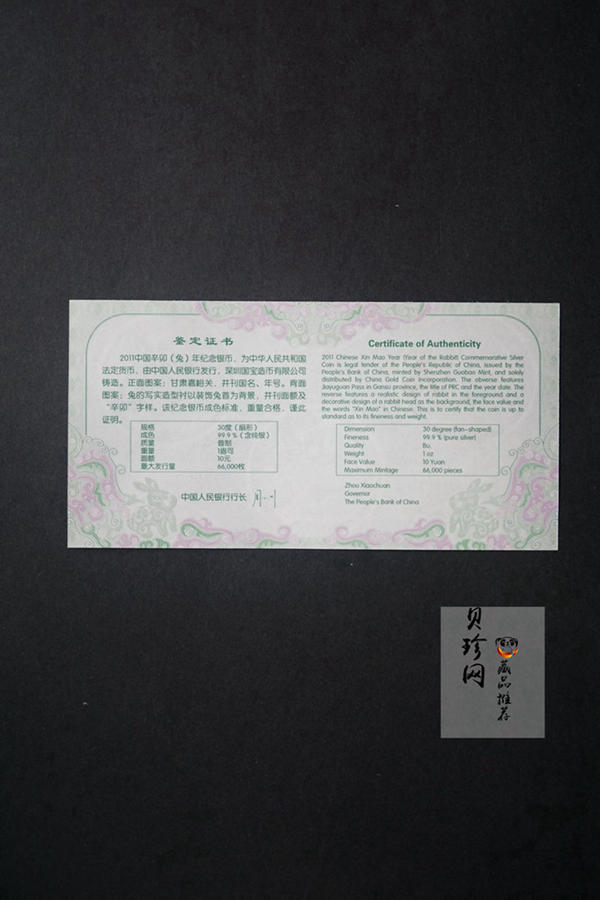 鉴定证书
2011中国辛卯（兔）年纪念银币，为中华人民共和国
法定货币，由中国人民银行发行，深圳国宝造币有限公司
铸造。正面图案：甘肃嘉峪关，并刊国名、年号。背面
图案：兔的写实造型衬以装饰兔首为背景，并刊面额及
“辛卯”字样。该纪念银币成色标准，重量合格，谨此
证明。
规格 30度（扇形）
成色 99.9％（含纯银）
质量 普制
重量 1盎司
面额 10元
最大发行量 66,000枚
中国人民银行行长
Certificate of Authenticity
2011 Chinese Xin Mao Year (Year of the Rabbit) Commemorative Silver
Coin is legal tender of the People's Republic of China, issued by the
People's Bank of China, minted by Shenzhen Guobao Mint, and solely
distributed by China Gold Coin Incorporation. The obverse features
Jiayuguan Pass in Gansu province, the title of PRC and the year date. The
reverse features a realistic design of rabbit in the foreground and a
decorative design of a rabbit head as the background, the face value and
the words "Xin Mao" in Chinese. This is to certify that the coin is up to
standard as to its fineness and weight.
Dimension 30 degree (fan-shaped)
Fineness 99.9 % (pure silver)
Quality Bu.
Weight 1 oz
Face Value 10 Yuan
Maximum Mintage 66,000 pieces
Zhou Xiaochuan
Governor
The People's Bank of China
贝珍网
藏品推荐